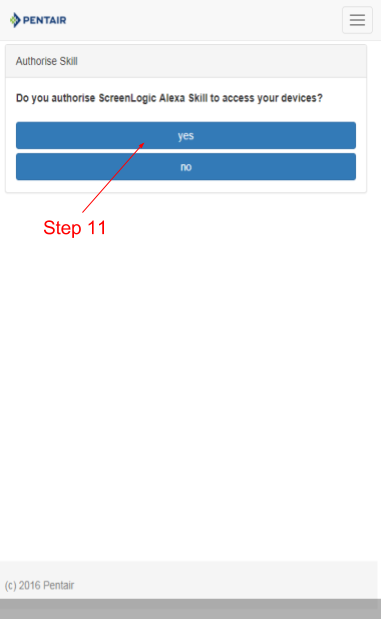 PENTAIR
Authorise Skill
Do you authorise ScreenLogic Alexa Skill to access your devices?
yes
no
Step 11
(c) 2016 Pentair